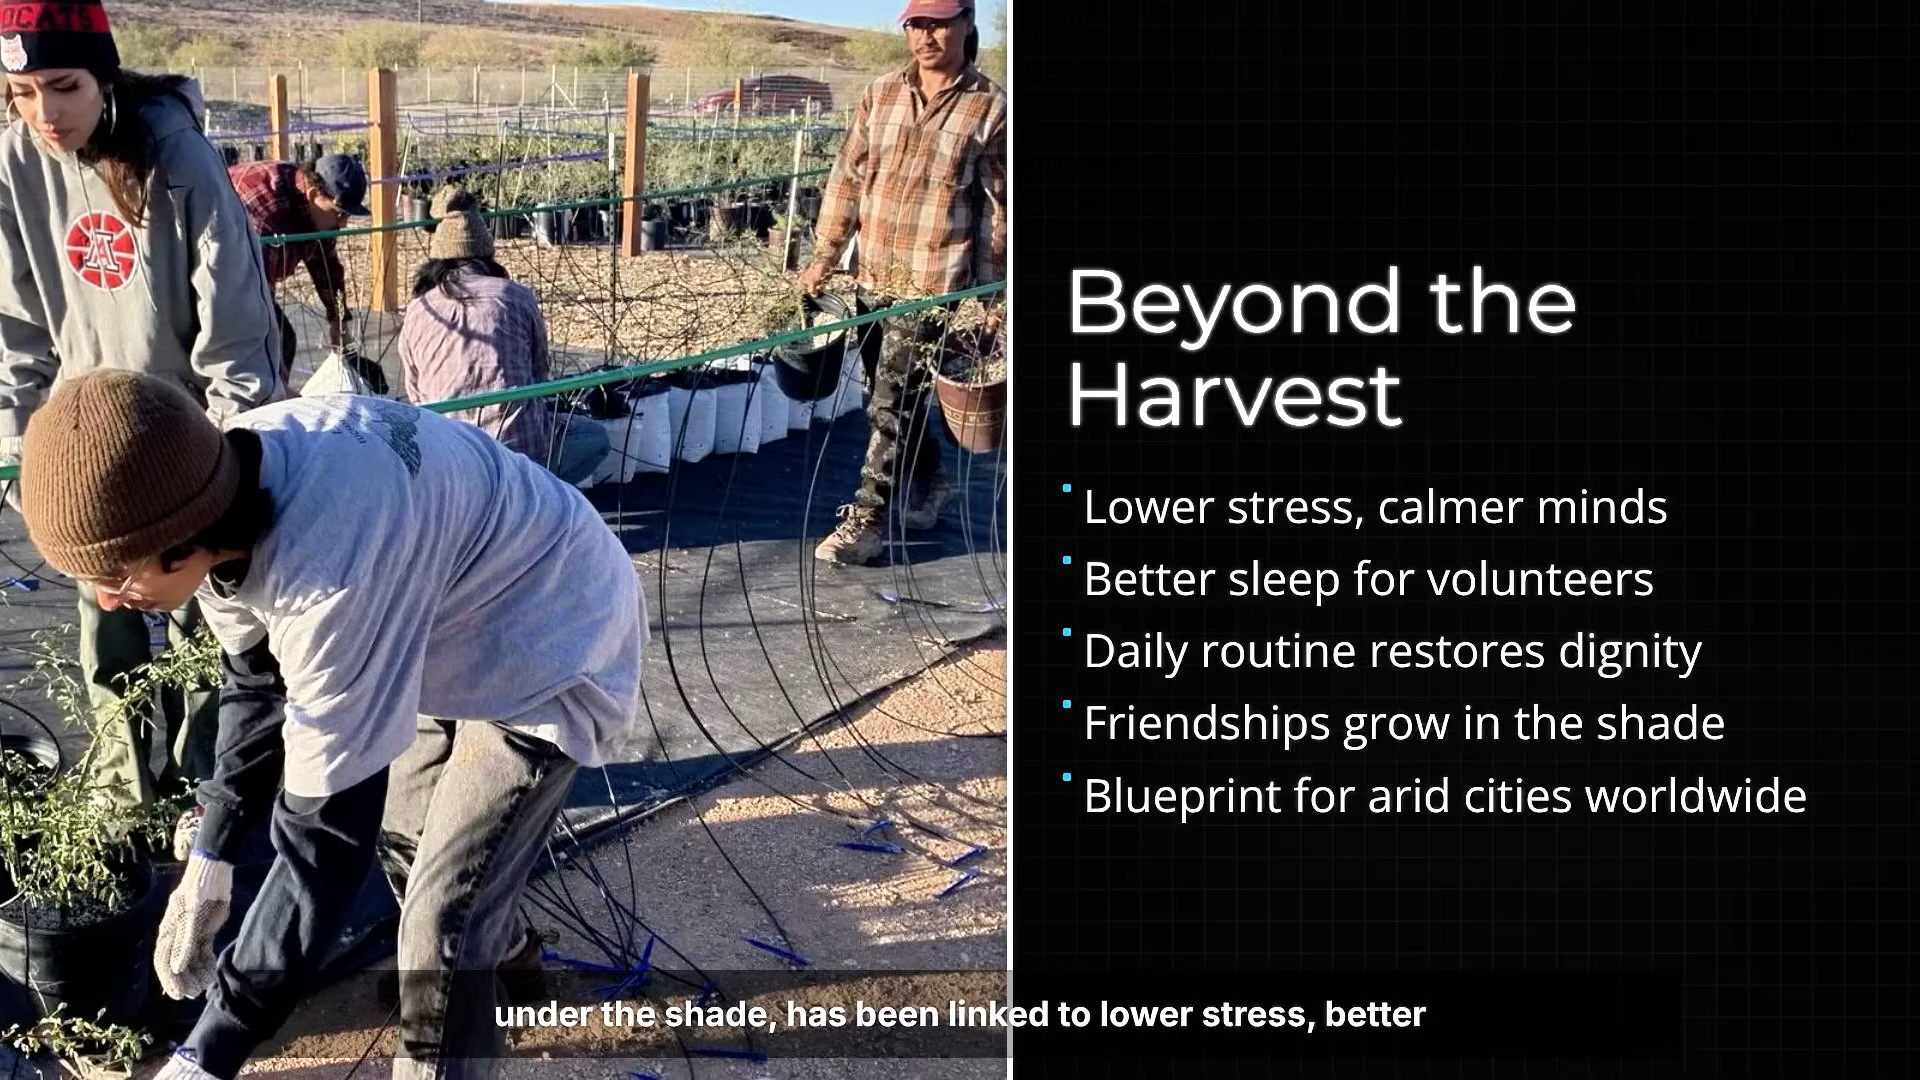 DCATS
A
Beyond the
Harvest
Lower stress, calmer minds
Better sleep for volunteers
Daily routine restores dignity
Friendships grow in the shade
Blueprint for arid cities worldwide
under the shade, has been linked to lower stress, better